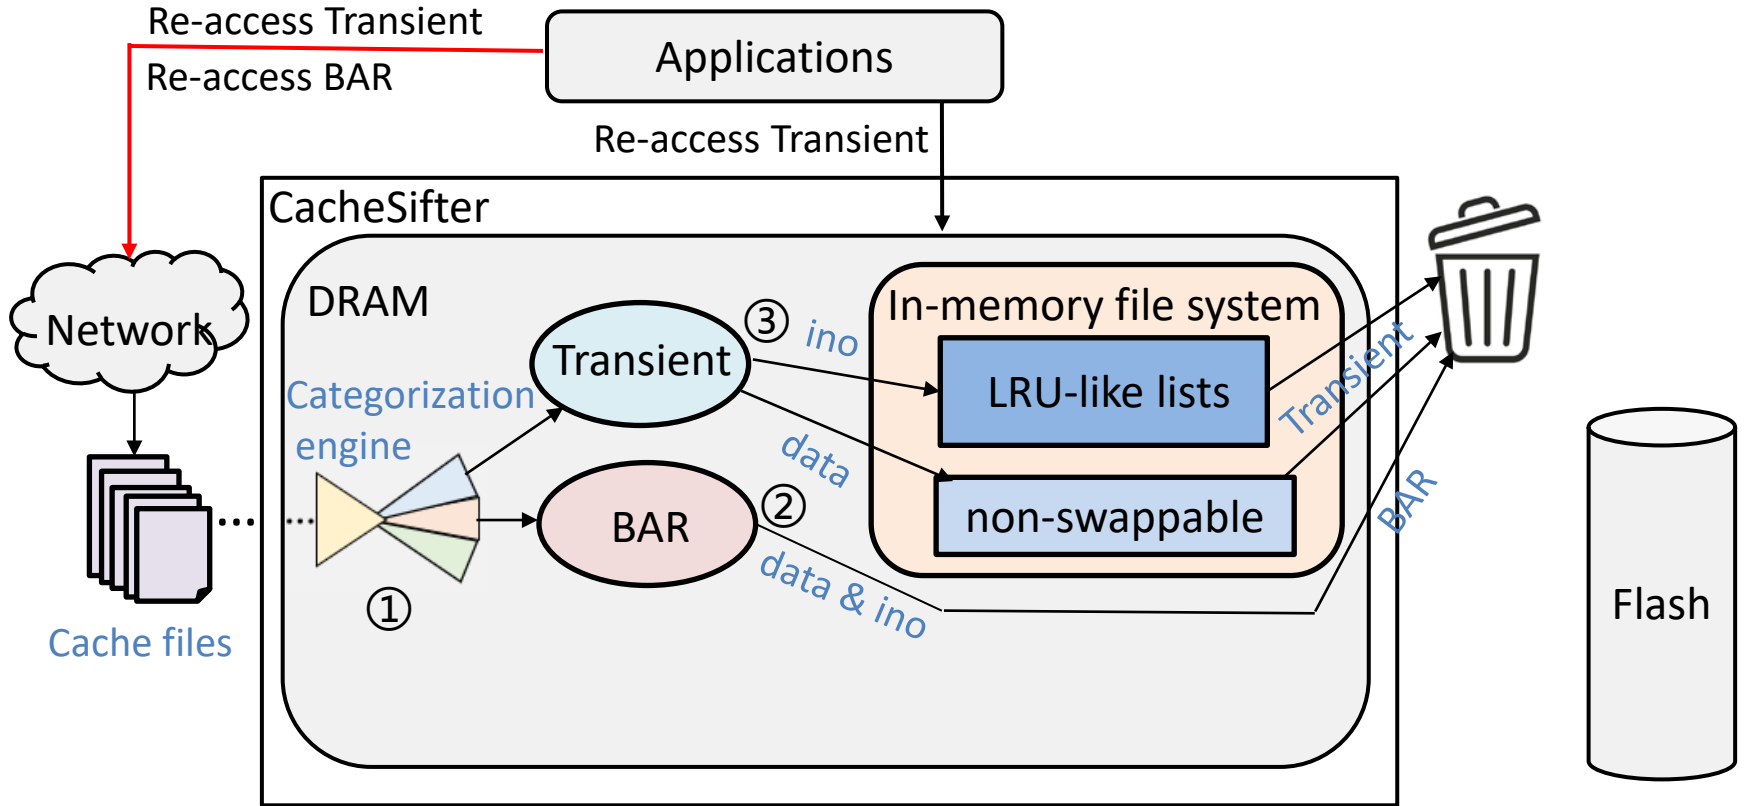 Re-access Transient
Applications
Re-access BAR
Re-access Transient
CacheSifter
DRAM
In-memory file system
Network
③
ino
Transient
LRU-like lists
Transient
Categorization
engine
data
②
BAR
non-swappable
BAR
data & ino
①
Flash
Cache files